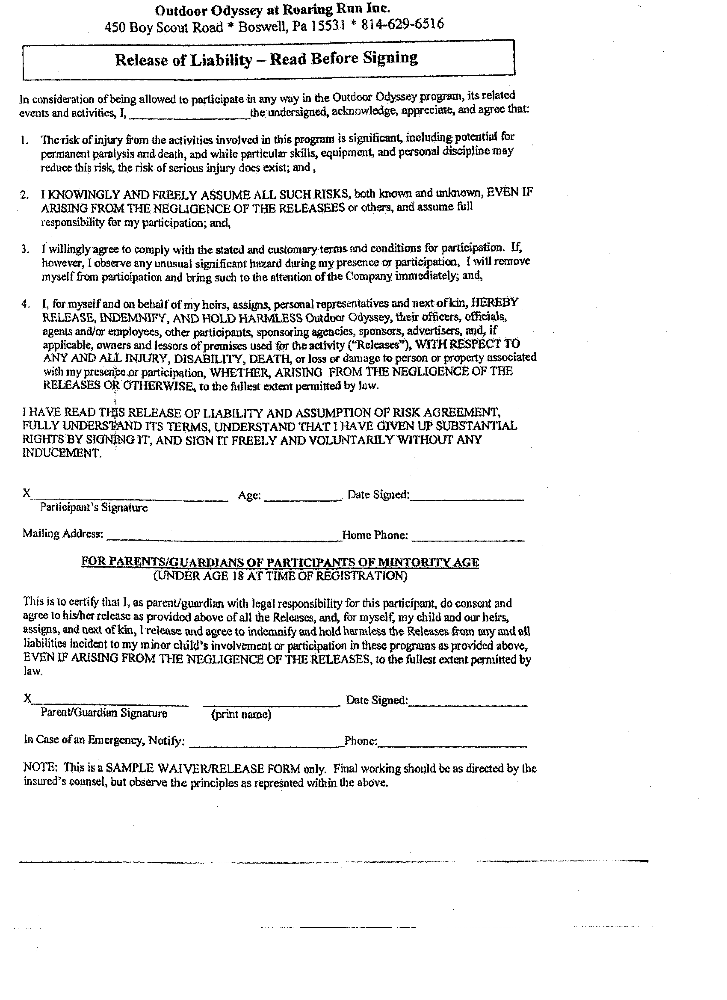 Outdoor Odyssey at Roaring Run Inc.
450 Boy Scout Road * Boswell, Pa 15531 * 814-629-6516
Release of Liability – Read Before Signing
In consideration of being allowed to participate in any way in the Outdoor Odyssey program, its related
events and activities, I, ____________________the undersigned, acknowledge, appreciate, and agree that:
1. The risk of injury from the activities involved in this program is significant, including potential for
permanent paralysis and death, and while particular skills, equipment, and personal discipline may
reduce this risk, the risk of serious injury does exist; and ,
2. I KNOWINGLY AND FREELY ASSUME ALL SUCH RISKS, both known and unknown, EVEN IF
ARISING FROM THE NEGLIGENCE OF THE RELEASEES or others, and assume full
responsibility for my participation; and,
3. I willingly agree to comply with the stated and customary terms and conditions for participation. If,
however, I observe any unusual significant hazard during my presence or participation, I will remove
myself from participation and bring such to the attention of the Company immediately; and,
4. I, for myself and on behalf of my heirs, assigns, personal representatives and next of kin, HEREBY
RELEASE, INDEMNIFY, AND HOLD HARMLESS Outdoor Odyssey, their officers, officials,
agents and/or employees, other participants, sponsoring agencies, sponsors, advertisers, and, if
applicable, owners and lessors of premises used for the activity (“Releases”), WITH RESPECT TO
ANY AND ALL INJURY, DISABILITY, DEATH, or loss or damage to person or property associated
with my presence or participation, WHETHER, ARISING FROM THE NEGLIGENCE OF THE
RELEASES OR OTHERWISE, to the fullest extent permitted by law.
I HAVE READ THIS RELEASE OF LIABILITY AND ASSUMPTION OF RISK AGREEMENT,
FULLY UNDERSTAND ITS TERMS, UNDERSTAND THAT I HAVE GIVEN UP SUBSTANTIAL
RIGHTS BY SIGNING IT, AND SIGN IT FREELY AND VOLUNTARILY WITHOUT ANY
INDUCEMENT.
X________________________________ Age: ____________ Date Signed:___________________
Participant's Signature
Mailing Address: ______________________________________Home Phone: ___________________
FOR PARENTS/GUARDIANS OF PARTICIPANTS OF MINTORITY AGE
(UNDER AGE 18 AT TIME OF REGISTRATION)
This is to certify that I, as parent/guardian with legal responsibility for this participant, do consent and
agree to his/her release as provided above of all the Releases, and, for myself, my child and our heirs,
assigns, and next of kin, I release and agree to indemnify and hold harmless the Releases from any and all
liabilities incident to my minor child's involvement or participation in these programs as provided above,
EVEN IF ARISING FROM THE NEGLIGENCE OF THE RELEASES, to the fullest extent permitted by
law.
X__________________________ ______________________ Date Signed:____________________
Parent/Guardian Signature (print name)
In Case of an Emergency, Notify: _________________________Phone:________________________
NOTE: This is a SAMPLE WAIVER/RELEASE FORM only. Final working should be as directed by the
insured's counsel, but observe the principles as represnted within the above.